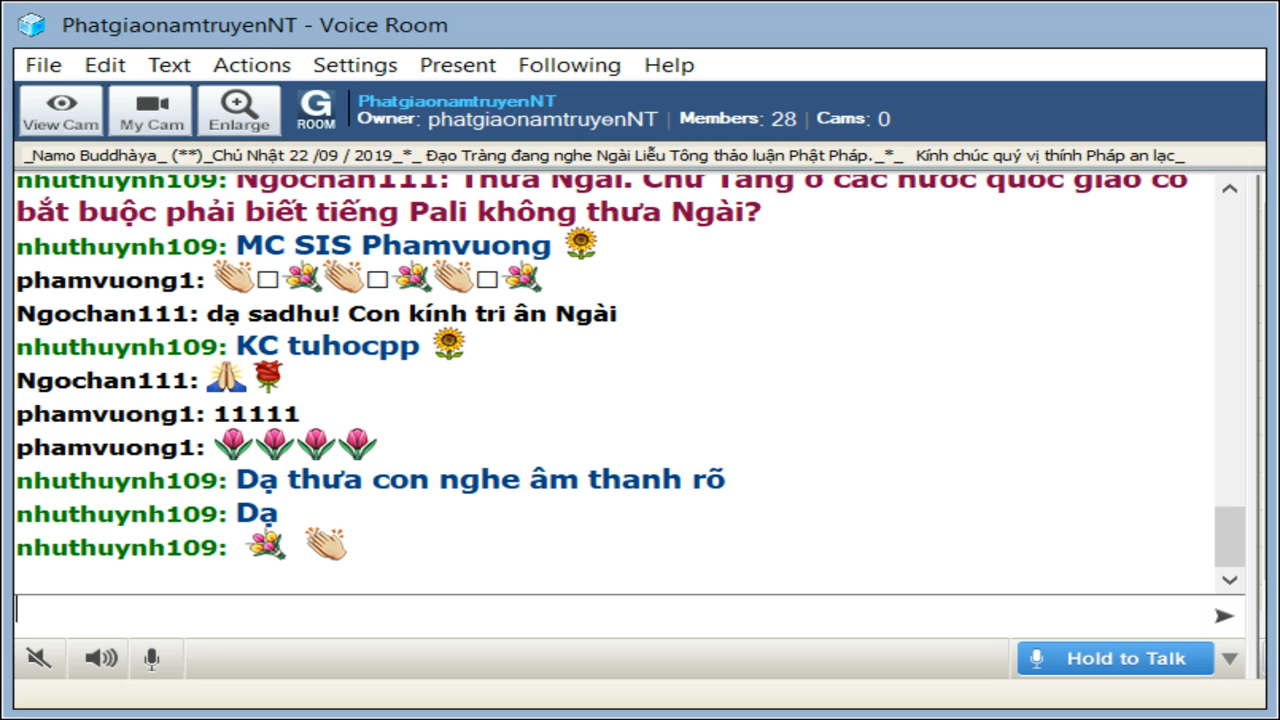 PhatgiaonamtruyenNT - Voice Room
File Edit Text Actions Settings Present Following Help
View Cam My Cam Enlarge G ROOM
PhatgiaonamtruyenNT
Owner: phatgiaonamtruyenNT | Members: 28 | Cams: 0
_Namo Buddhàya_ (**)_Chủ Nhật 22 /09 / 2019_*_ Đạo Tràng đang nghe Ngài Liễu Tông thảo luận Phật Pháp._*_ Kính chúc quý vị thính Pháp an lạc_
nhuthuynh109: Ngochan111: Thưa Ngài. Chư Tăng ở các nước quốc giáo có
bắt buộc phải biết tiếng Pali không thưa Ngài?
nhuthuynh109: MC SIS Phamvuong 🌻
phamvuong1: 👏□💐👏□💐👏□💐
Ngochan111: dạ sadhu! Con kính tri ân Ngài
nhuthuynh109: KC tuhocpp 🌻
Ngochan111: 🙏🌹
phamvuong1: 11111
phamvuong1: 🌷🌷🌷🌷
nhuthuynh109: Dạ thưa con nghe âm thanh rõ
nhuthuynh109: Dạ
nhuthuynh109: 💐 👏
Hold to Talk